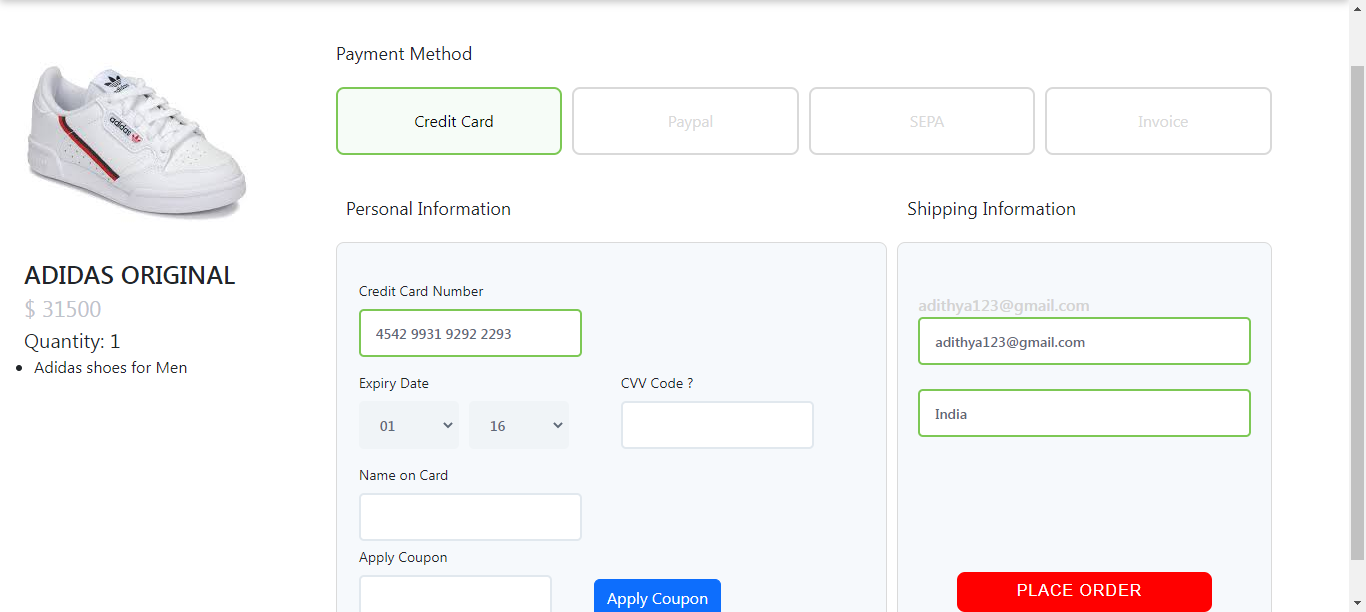 Payment Method
Credit Card
Paypal
SEPA
Invoice
adidas
adidas
ADIDAS ORIGINAL
$ 31500
Quantity: 1
Adidas shoes for Men
Personal Information
Credit Card Number
4542 9931 9292 2293
Expiry Date
CVV Code ?
01
16
Name on Card
Apply Coupon
Apply Coupon
Shipping Information
adithya123@gmail.com
adithya123@gmail.com
India
PLACE ORDER